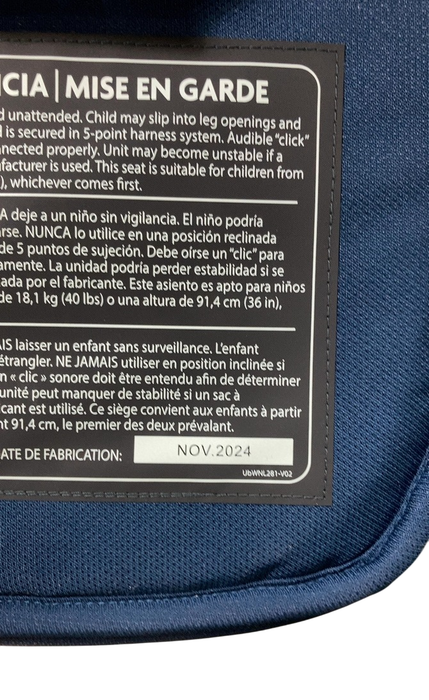 CIA | MISE EN GARDE
d unattended. Child may slip into leg openings and
d is secured in 5-point harness system. Audible “click”
nected properly. Unit may become unstable if a
facturer is used. This seat is suitable for children from
), whichever comes first.
A deje a un niño sin vigilancia. El niño podría
rse. NUNCA lo utilice en una posición reclinada
de 5 puntos de sujeción. Debe oírse un “clic” para
amente. La unidad podría perder estabilidad si se
ada por el fabricante. Este asiento es apto para niños
de 18,1 kg (40 lbs) o una altura de 91,4 cm (36 in),
IS laisser un enfant sans surveillance. L’enfant
étrangler. NE JAMAIS utiliser en position inclinée si
n « clic » sonore doit être entendu afin de déterminer
unité peut manquer de stabilité si un sac à
icant est utilisé. Ce siège convient aux enfants à partir
nt 91,4 cm, le premier des deux prévalant.
ATE DE FABRICATION: NOV.2024
UbWNL281-V02